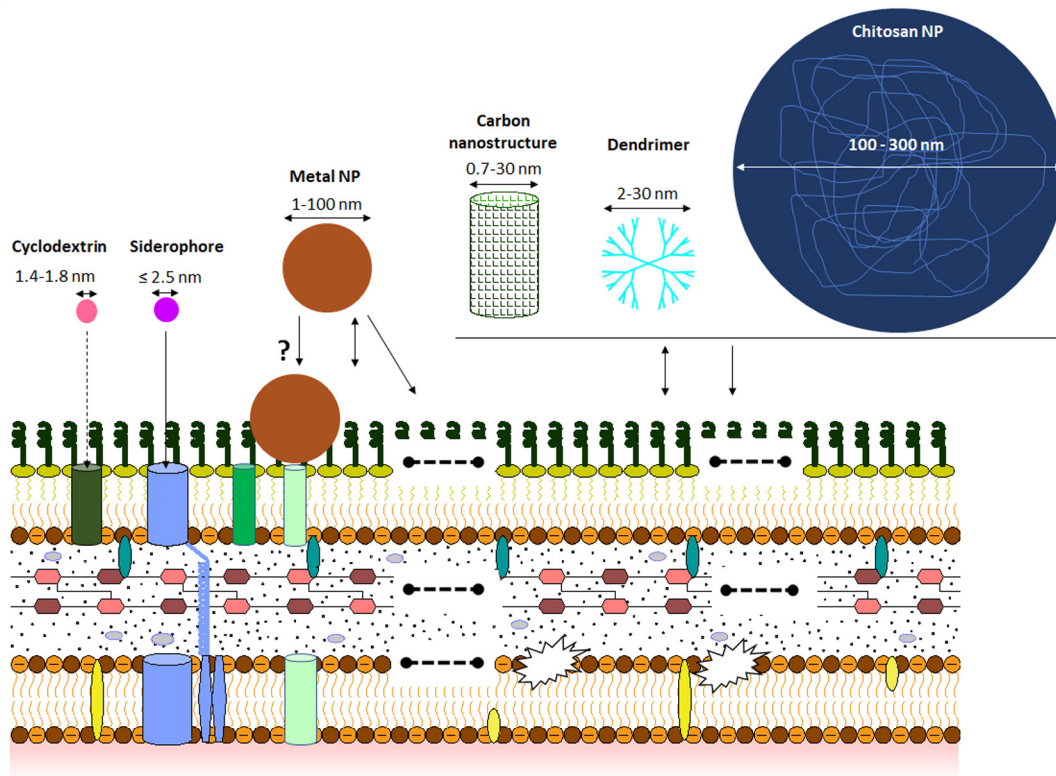 Chitosan NP
100 - 300 nm
Carbon
nanostructure
0.7-30 nm
Dendrimer
2-30 nm
Metal NP
1-100 nm
Cyclodextrin
1.4-1.8 nm
Siderophore
≤ 2.5 nm
?